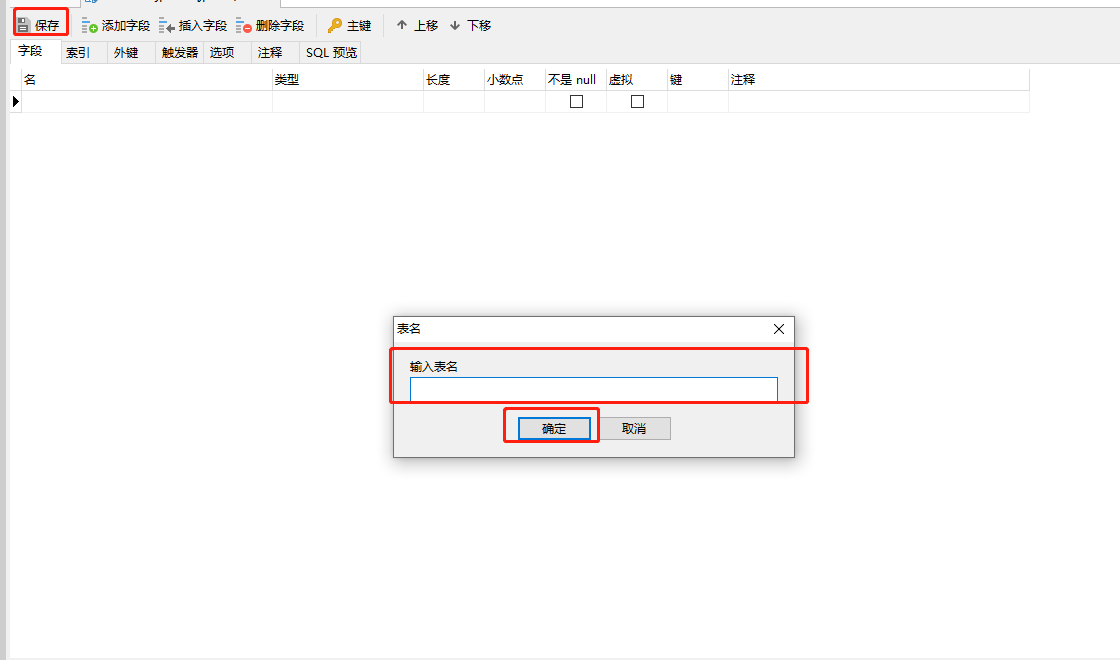 保存 添加字段 插入字段 删除字段 主键 上移 下移
字段 索引 外键 触发器 选项 注释 SQL 预览
名 类型 长度 小数点 不是 null 虚拟 键 注释
表名
输入表名
确定 取消